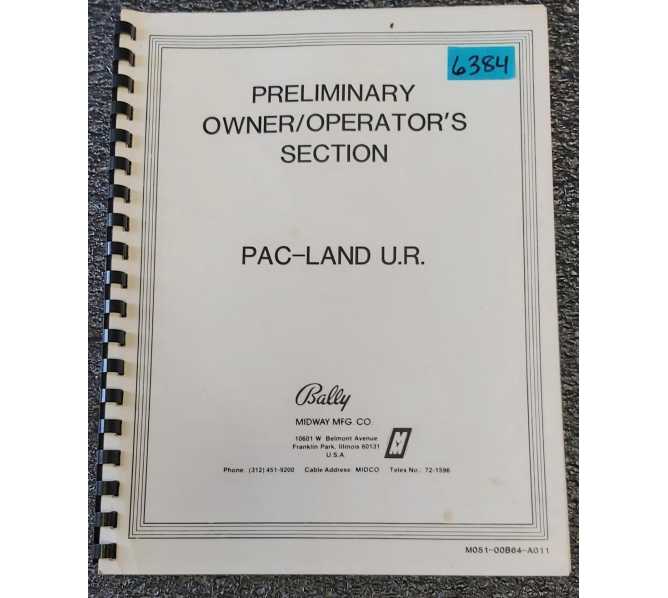 6384
PRELIMINARY
OWNER/OPERATOR'S
SECTION
PAC-LAND U.R.
Bally
MIDWAY MFG. CO.
10601 W. Belmont Avenue
Franklin Park, Illinois 60131
U.S.A.
Phone: (312) 451-9200 Cable Address: MIDCO Telex No.: 72-1596
M051-00B64-A011